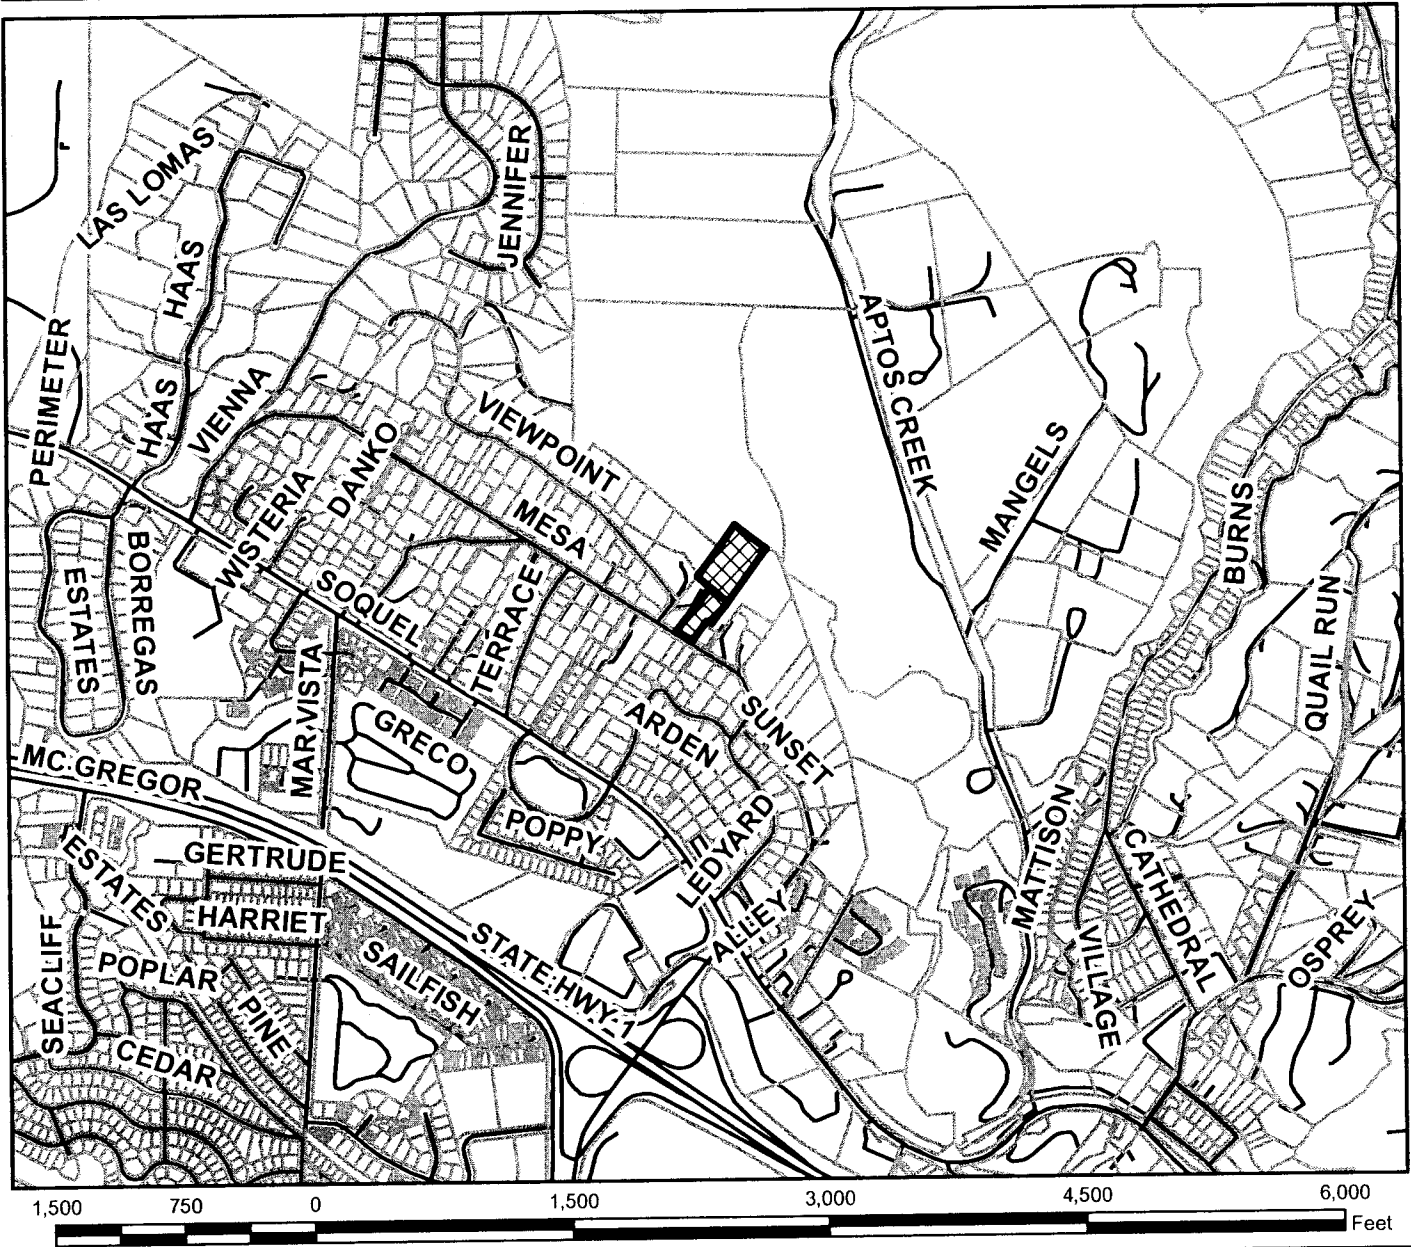 JENNIFER
LAS LOMAS
HAAS
APTOS CREEK
PERIMETER
HAAS
VIENNA
VIEWPOINT
DANKO
WISTERIA
MESA
MANGELS
BURNS
BORREGAS
ESTATES
SOQUEL
TERRACE
QUAIL RUN
MAR VISTA
GRECO
ARDEN
SUNSET
MC GREGOR
POPPY
LEDYARD
MATTISON
CATHEDRAL
GERTRUDE
ESTATES
HARRIET
ALLEY
STATE HWY 1
VILLAGE
OSPREY
SEACLIFF
POPLAR
PINE
SAILFISH
CEDAR
1,500 750 0 1,500 3,000 4,500 6,000
Feet